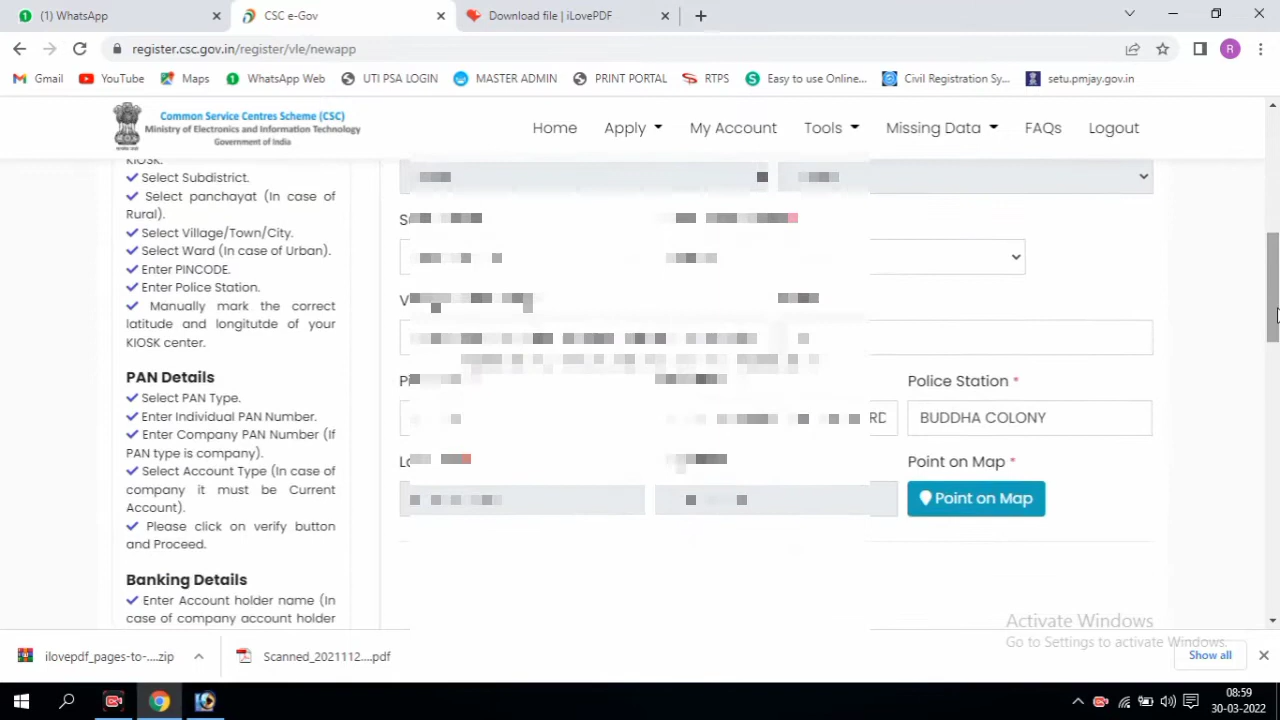 (1) WhatsApp
CSC e-Gov
Download file | iLovePDF
register.csc.gov.in/register/vle/newapp
R
Gmail YouTube Maps WhatsApp Web UTI PSA LOGIN MASTER ADMIN PRINT PORTAL RTPS Easy to use Online... Civil Registration Sy... setu.pmjay.gov.in
Common Service Centres Scheme (CSC)
Ministry of Electronics and Information Technology
Government of India
Home Apply My Account Tools Missing Data FAQs Logout
KIOSK.
Select Subdistrict.
Select panchayat (In case of
Rural).
Select Village/Town/City.
Select Ward (In case of Urban).
Enter PINCODE.
Enter Police Station.
Manually mark the correct
latitude and longitutde of your
KIOSK center.
PAN Details
Select PAN Type.
Enter Individual PAN Number.
Enter Company PAN Number (If
PAN type is company).
Select Account Type (In case of
company it must be Current
Account).
Please click on verify button
and Proceed.
Banking Details
Enter Account holder name (In
case of company account holder
Police Station *
BUDDHA COLONY
Point on Map *
Point on Map
Activate Windows
Go to Settings to activate Windows.
ilovepdf_pages-to-....zip
Scanned_2021112....pdf
Show all
08:59
30-03-2022